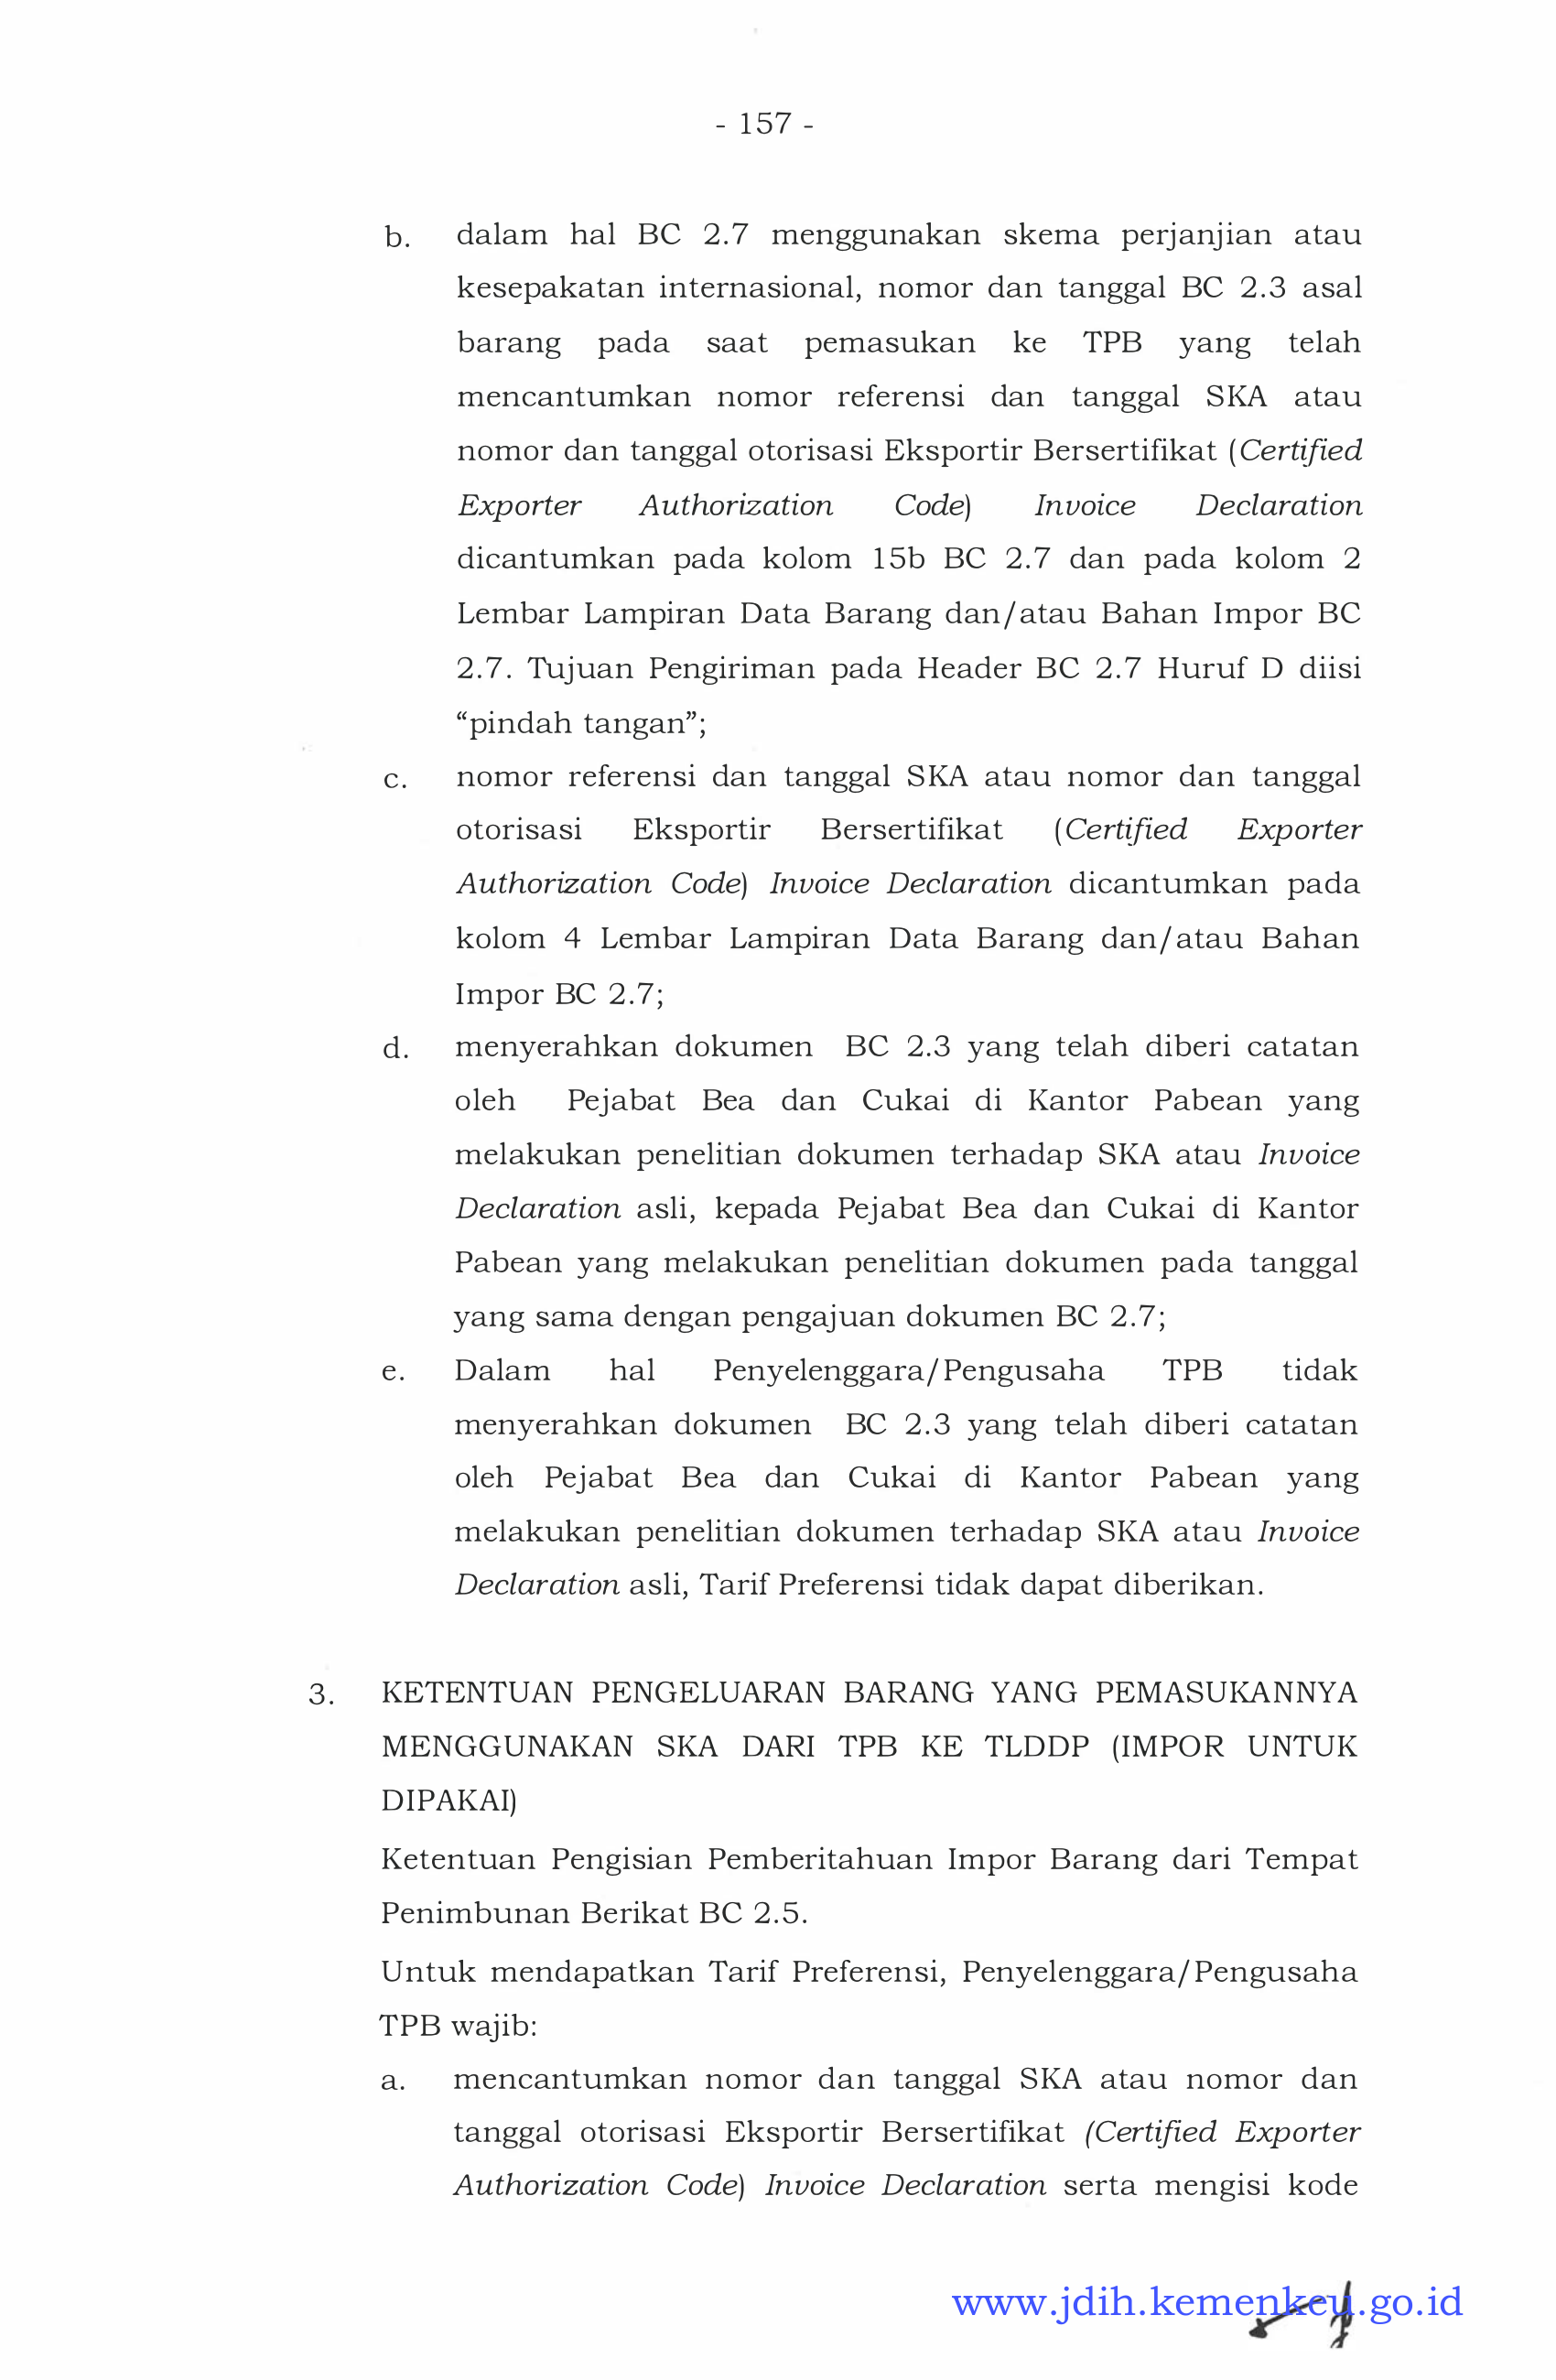 - 157 -
b. dalam hal BC 2.7 menggunakan skema perjanjian atau
kesepakatan internasional, nomor dan tanggal BC 2.3 asal
barang pada saat pemasukan ke TPB yang telah
mencantumkan nomor referensi dan tanggal SKA atau
nomor dan tanggal otorisasi Eksportir Bersertifikat (Certified
Exporter Authorization Code) Invoice Declaration
dicantumkan pada kolom 15b BC 2.7 dan pada kolom 2
Lembar Lampiran Data Barang dan/atau Bahan Impor BC
2.7. Tujuan Pengiriman pada Header BC 2.7 Huruf D diisi
“pindah tangan”;
c. nomor referensi dan tanggal SKA atau nomor dan tanggal
otorisasi Eksportir Bersertifikat (Certified Exporter
Authorization Code) Invoice Declaration dicantumkan pada
kolom 4 Lembar Lampiran Data Barang dan/atau Bahan
Impor BC 2.7;
d. menyerahkan dokumen BC 2.3 yang telah diberi catatan
oleh Pejabat Bea dan Cukai di Kantor Pabean yang
melakukan penelitian dokumen terhadap SKA atau Invoice
Declaration asli, kepada Pejabat Bea dan Cukai di Kantor
Pabean yang melakukan penelitian dokumen pada tanggal
yang sama dengan pengajuan dokumen BC 2.7;
e. Dalam hal Penyelenggara/Pengusaha TPB tidak
menyerahkan dokumen BC 2.3 yang telah diberi catatan
oleh Pejabat Bea dan Cukai di Kantor Pabean yang
melakukan penelitian dokumen terhadap SKA atau Invoice
Declaration asli, Tarif Preferensi tidak dapat diberikan.
3. KETENTUAN PENGELUARAN BARANG YANG PEMASUKANNYA
MENGGUNAKAN SKA DARI TPB KE TLDDP (IMPOR UNTUK
DIPAKAI)
Ketentuan Pengisian Pemberitahuan Impor Barang dari Tempat
Penimbunan Berikat BC 2.5.
Untuk mendapatkan Tarif Preferensi, Penyelenggara/Pengusaha
TPB wajib:
a. mencantumkan nomor dan tanggal SKA atau nomor dan
tanggal otorisasi Eksportir Bersertifikat (Certified Exporter
Authorization Code) Invoice Declaration serta mengisi kode
www.jdih.kemenkeu.go.id